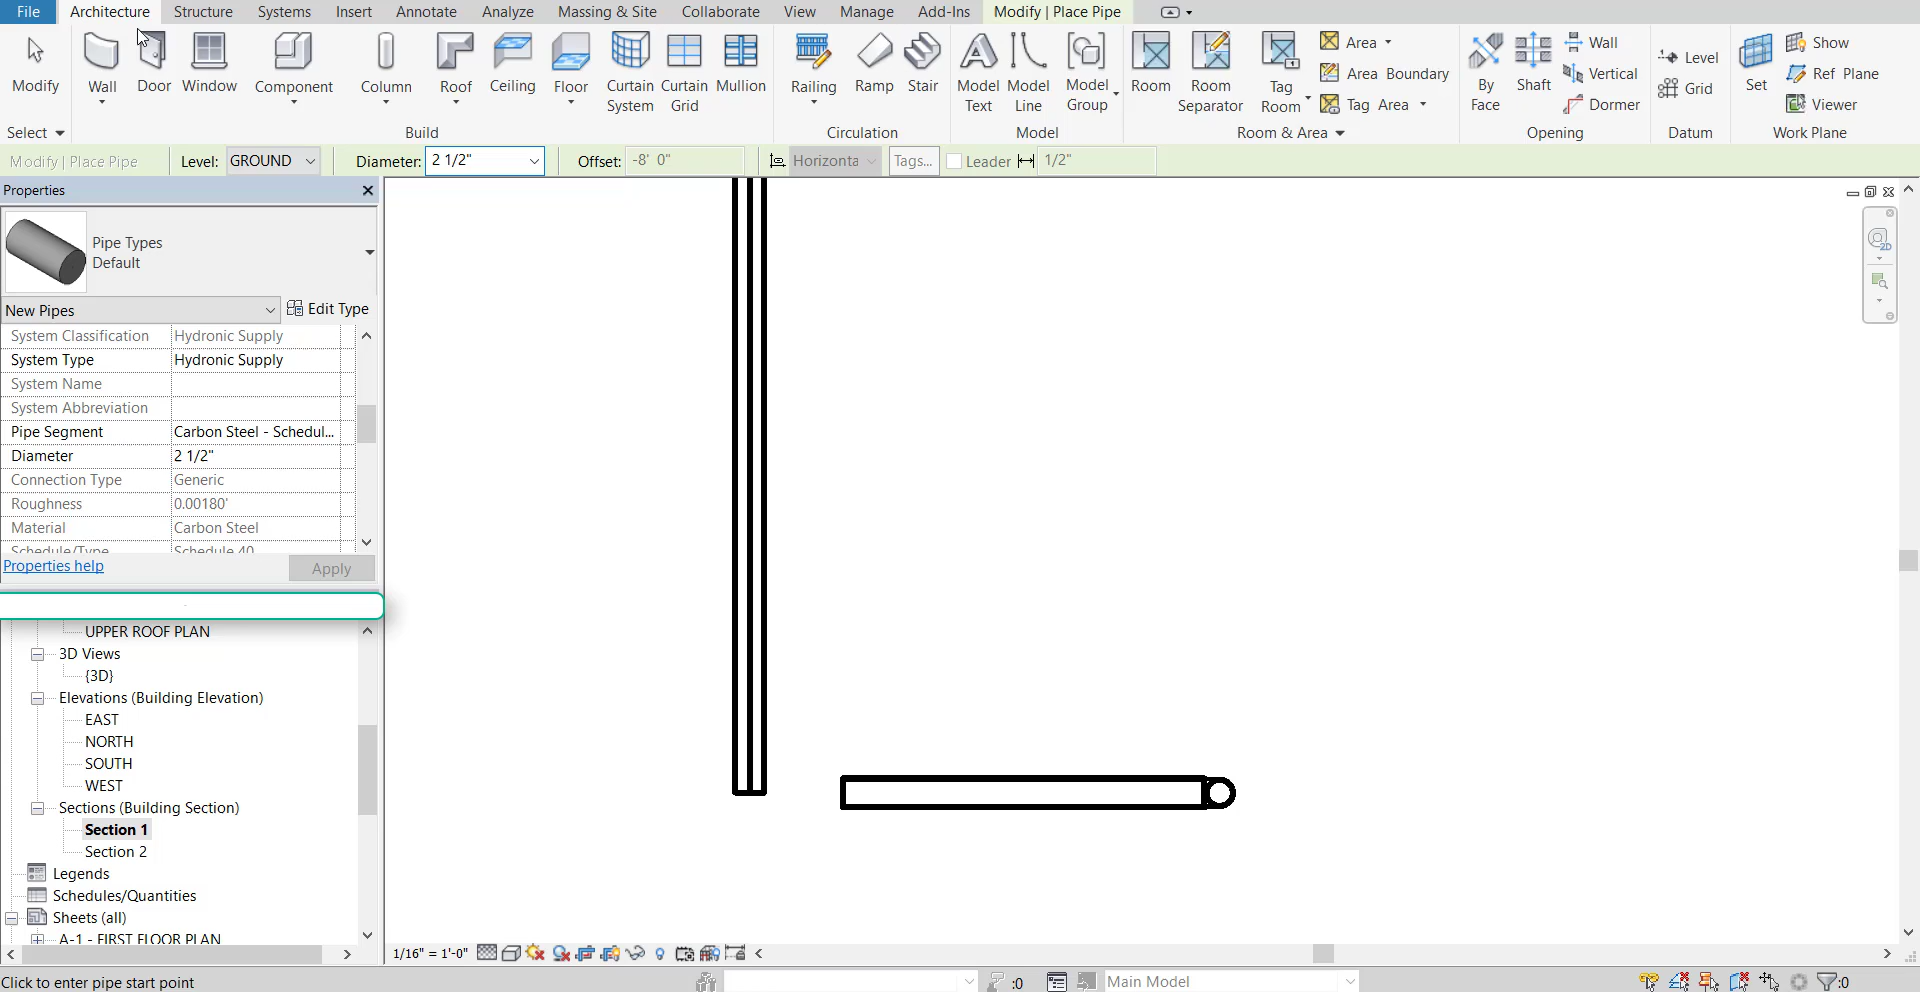 File Architecture Structure Systems Insert Annotate Analyze Massing & Site Collaborate View Manage Add-Ins Modify | Place Pipe
Modify Wall Door Window Component Column Roof Ceiling Floor Curtain System Curtain Grid Mullion Railing Ramp Stair Model Text Model Line Model Group Room Room Separator Tag Room Area Area Boundary Tag Area By Face Shaft Wall Vertical Dormer Level Grid Set Show Ref Plane Viewer
Select Build Circulation Model Room & Area Opening Datum Work Plane
Modify | Place Pipe Level: GROUND Diameter: 2 1/2" Offset: -8' 0" Horizonta Tags... Leader 1/2"
Properties
Pipe Types
Default
New Pipes Edit Type
System Classification Hydronic Supply
System Type Hydronic Supply
System Name
System Abbreviation
Pipe Segment Carbon Steel - Schedul...
Diameter 2 1/2"
Connection Type Generic
Roughness 0.00180'
Material Carbon Steel
Schedule/Type Schedule 40
Properties help Apply
UPPER ROOF PLAN
3D Views
{3D}
Elevations (Building Elevation)
EAST
NORTH
SOUTH
WEST
Sections (Building Section)
Section 1
Section 2
Legends
Schedules/Quantities
Sheets (all)
A-1 - FIRST FLOOR PLAN
1/16" = 1'-0"
2D
Click to enter pipe start point :0 Main Model :0